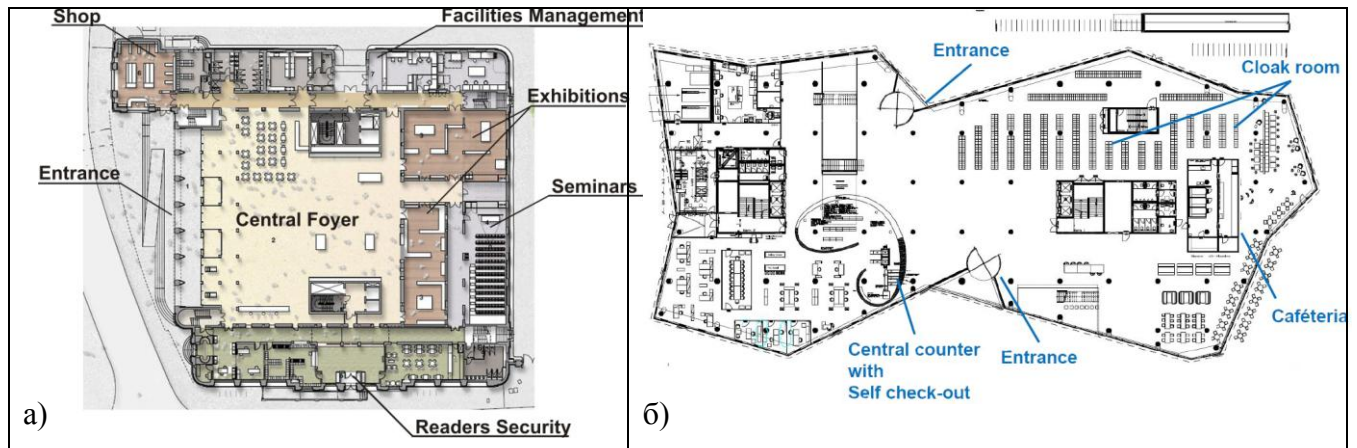 Shop
Facilities Management
Exhibitions
Entrance
Central Foyer
Seminars
Readers Security
а)
Entrance
Cloak room
Caféteria
Entrance
Central counter
with
Self check-out
б)